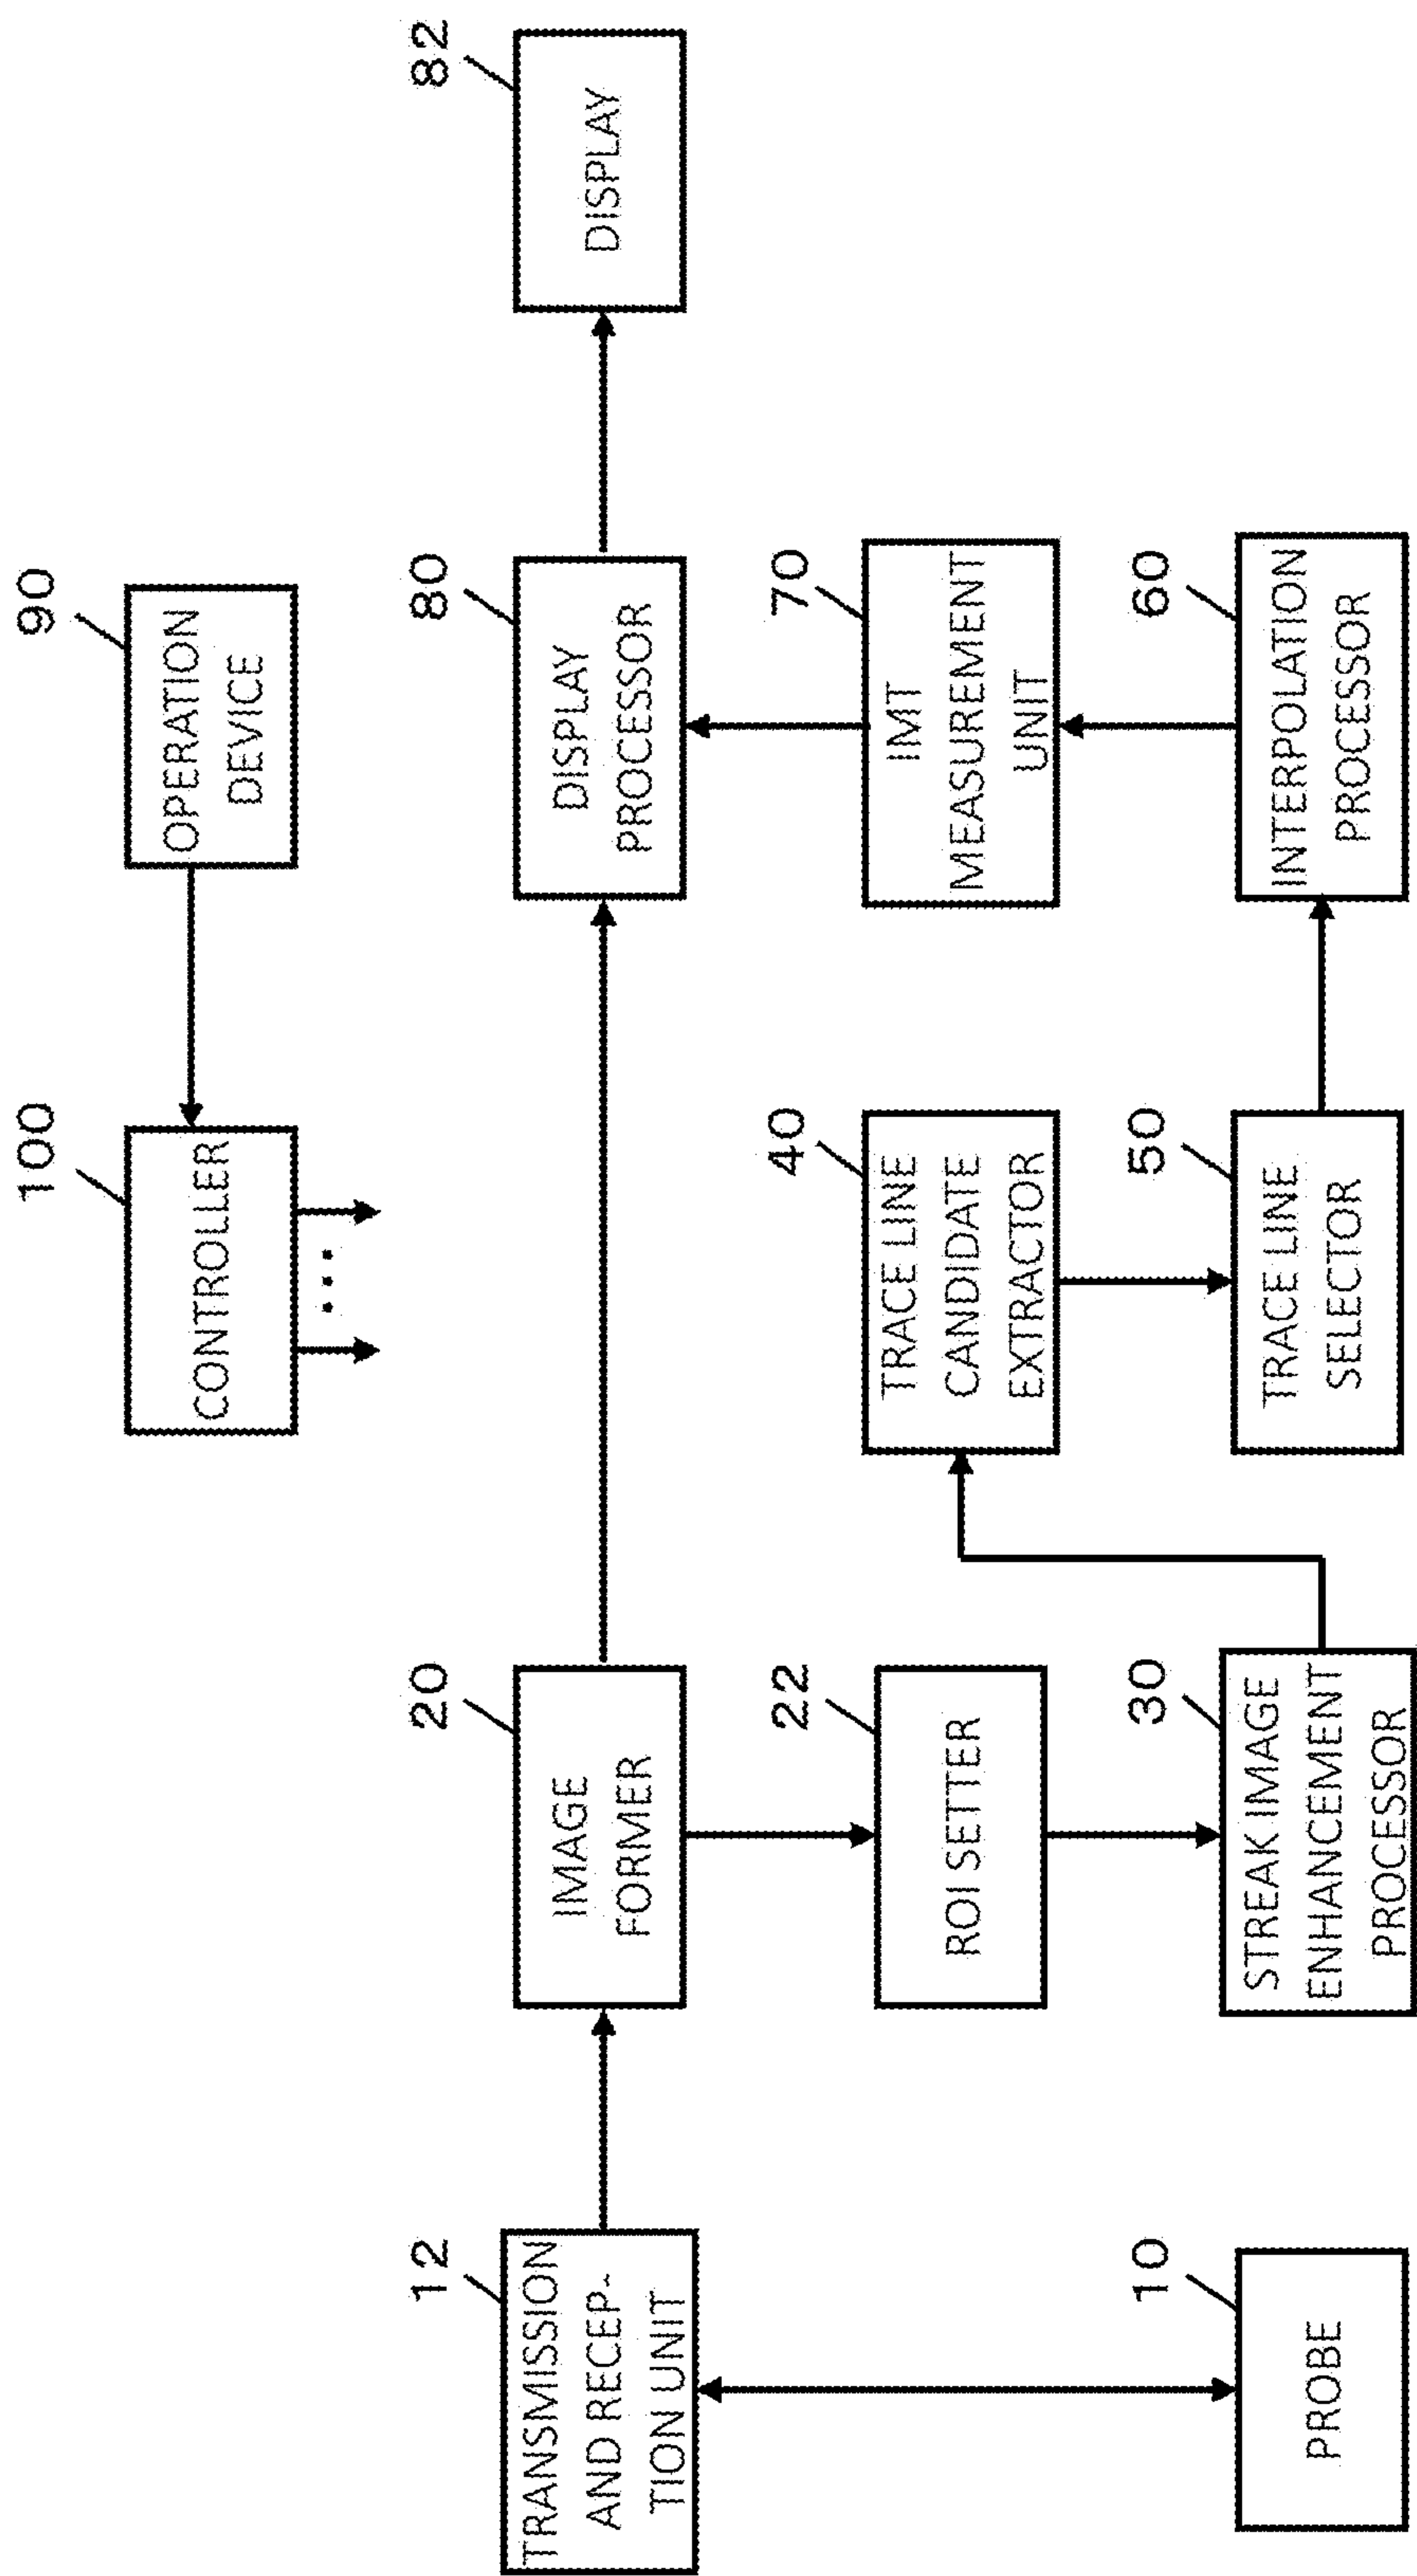 100
CONTROLLER
...
90
OPERATION
DEVICE
12
TRANSMISSION
AND RECEP-
TION UNIT
20
IMAGE
FORMER
80
DISPLAY
PROCESSOR
82
DISPLAY
22
ROI SETTER
40
TRACE LINE
CANDIDATE
EXTRACTOR
70
IMT
MEASUREMENT
UNIT
10
PROBE
30
STREAK IMAGE
ENHANCEMENT
PROCESSOR
50
TRACE LINE
SELECTOR
60
INTERPOLATION
PROCESSOR